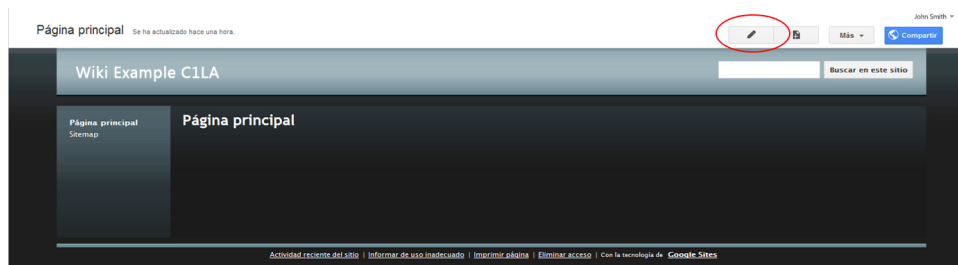 John Smith
Página principal Se ha actualizado hace una hora.
Más
Compartir
Wiki Example C1LA
Buscar en este sitio
Página principal
Sitemap
Página principal
Actividad reciente del sitio | Informar de uso inadecuado | Imprimir página | Eliminar acceso | Con la tecnología de Google Sites